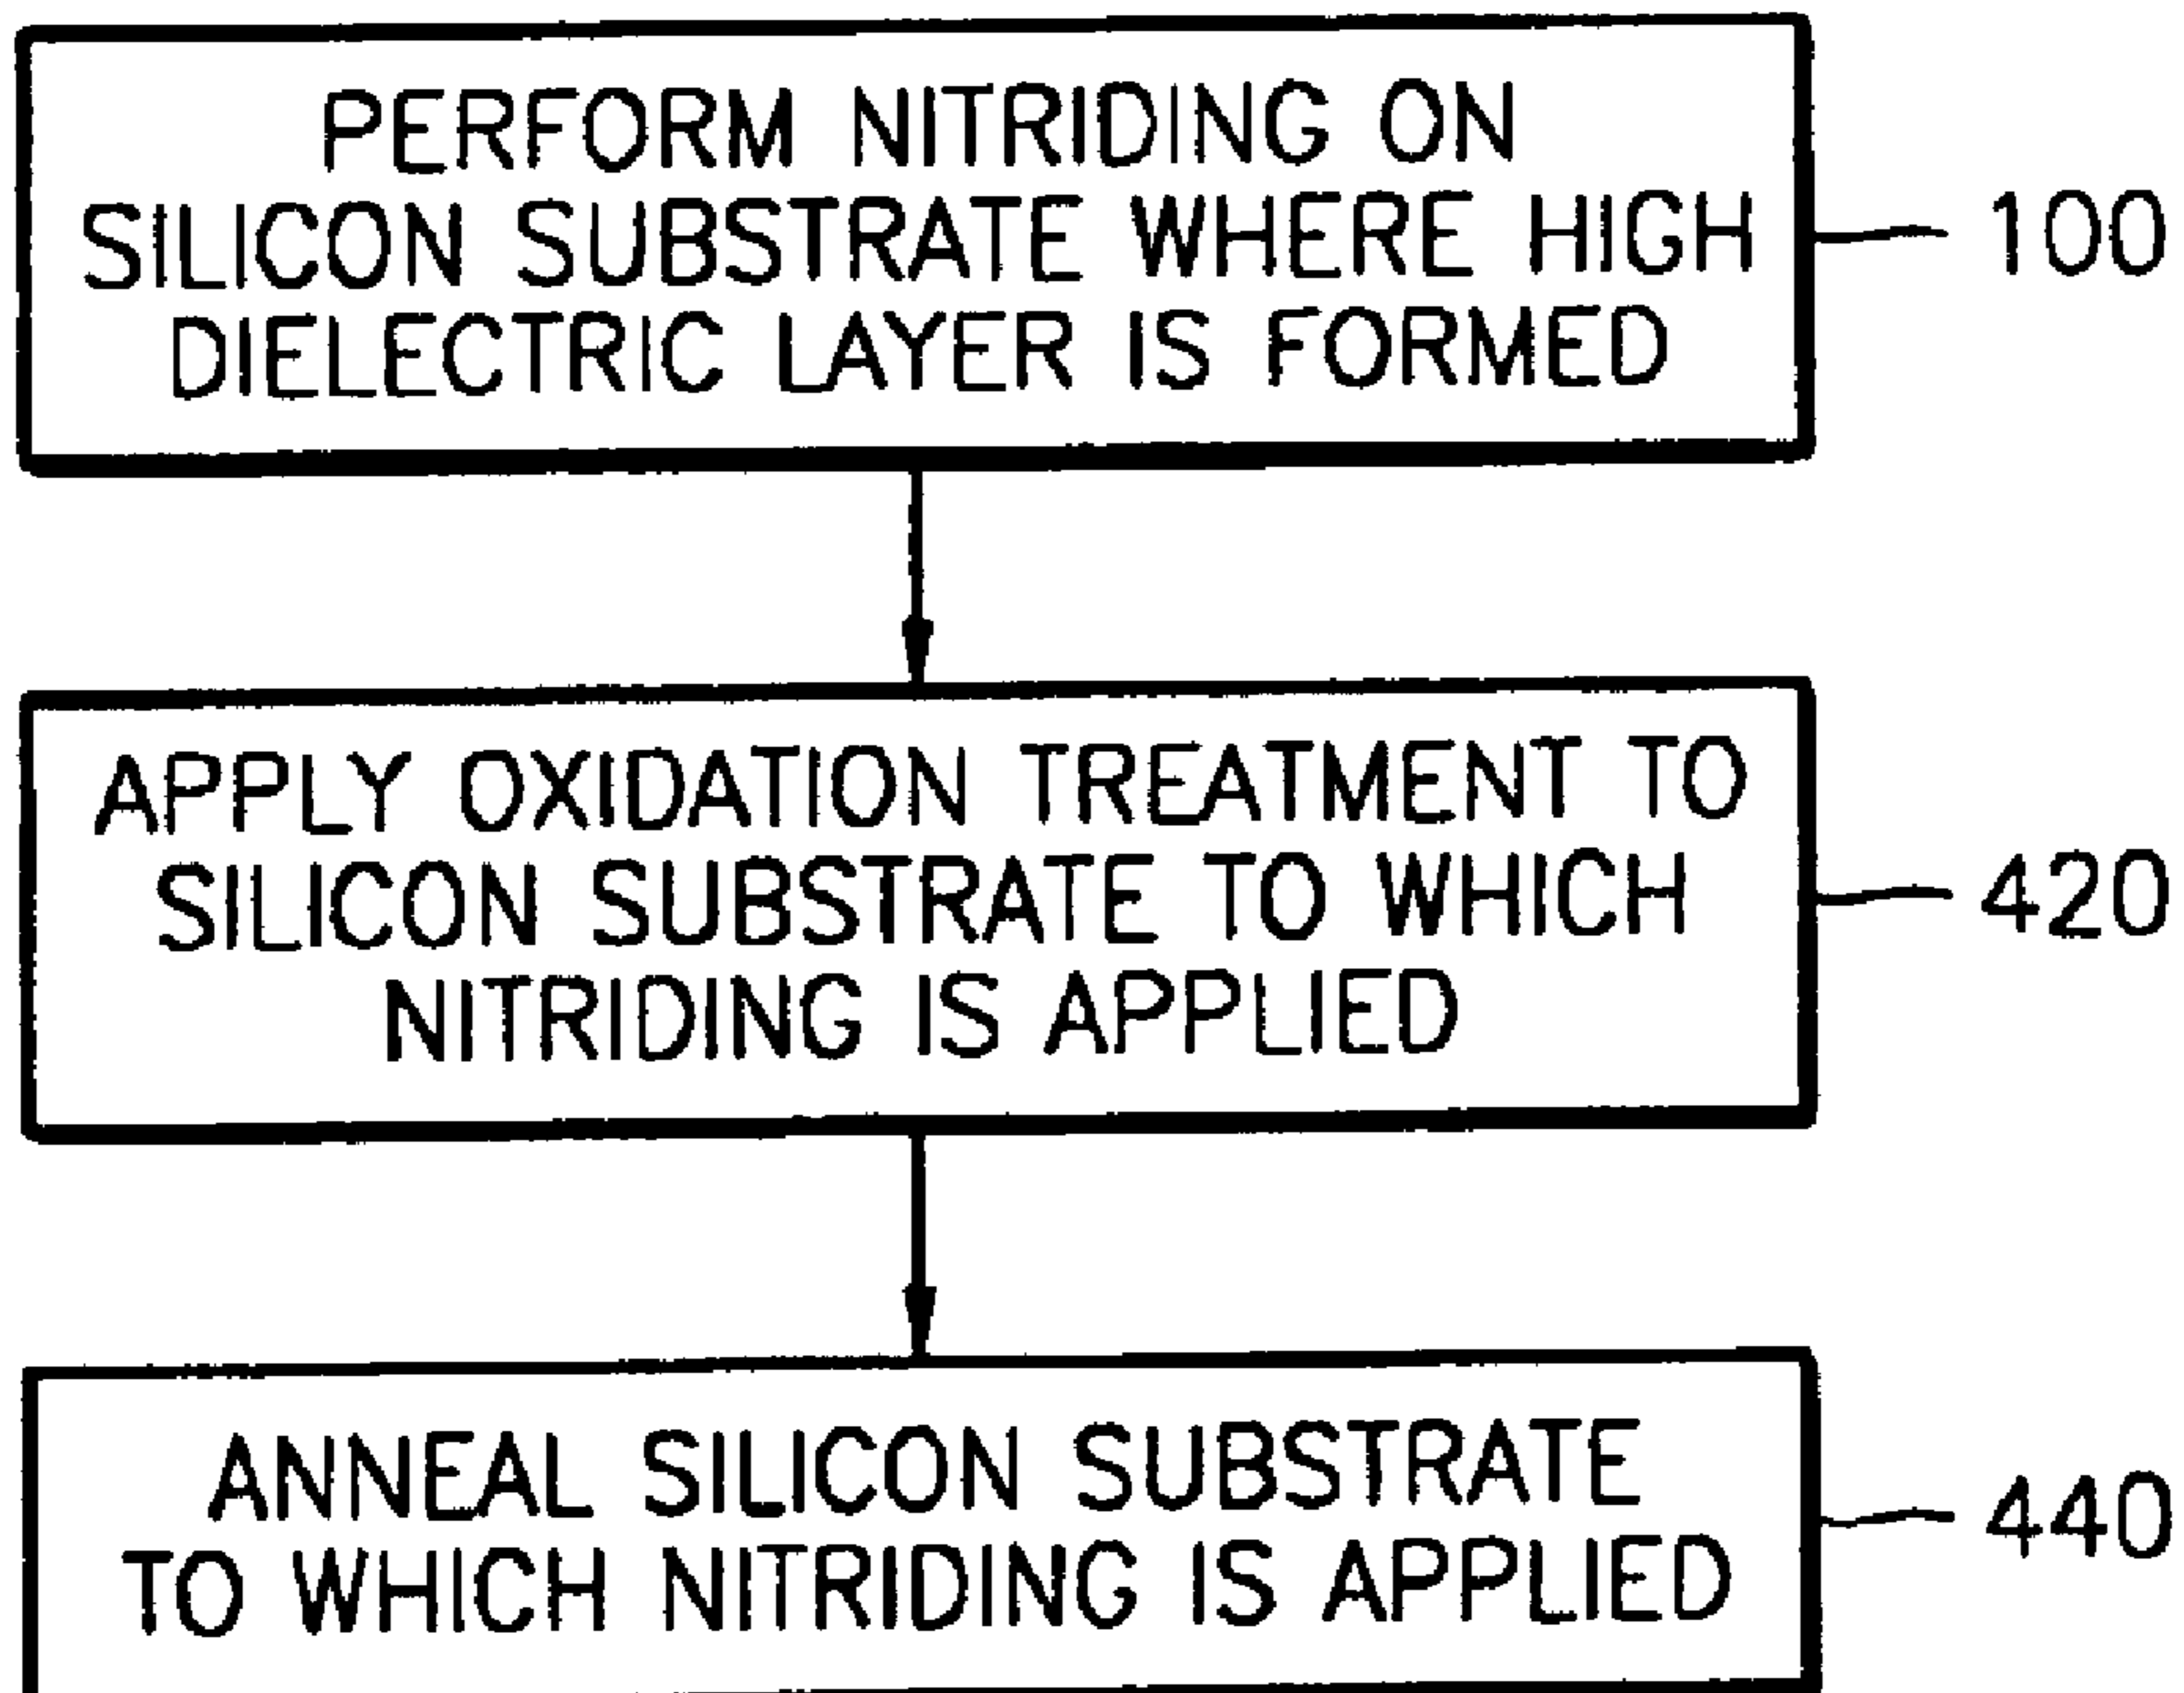 PERFORM NITRIDING ON
SILICON SUBSTRATE WHERE HIGH
DIELECTRIC LAYER IS FORMED
100
APPLY OXIDATION TREATMENT TO
SILICON SUBSTRATE TO WHICH
NITRIDING IS APPLIED
420
ANNEAL SILICON SUBSTRATE
TO WHICH NITRIDING IS APPLIED
440